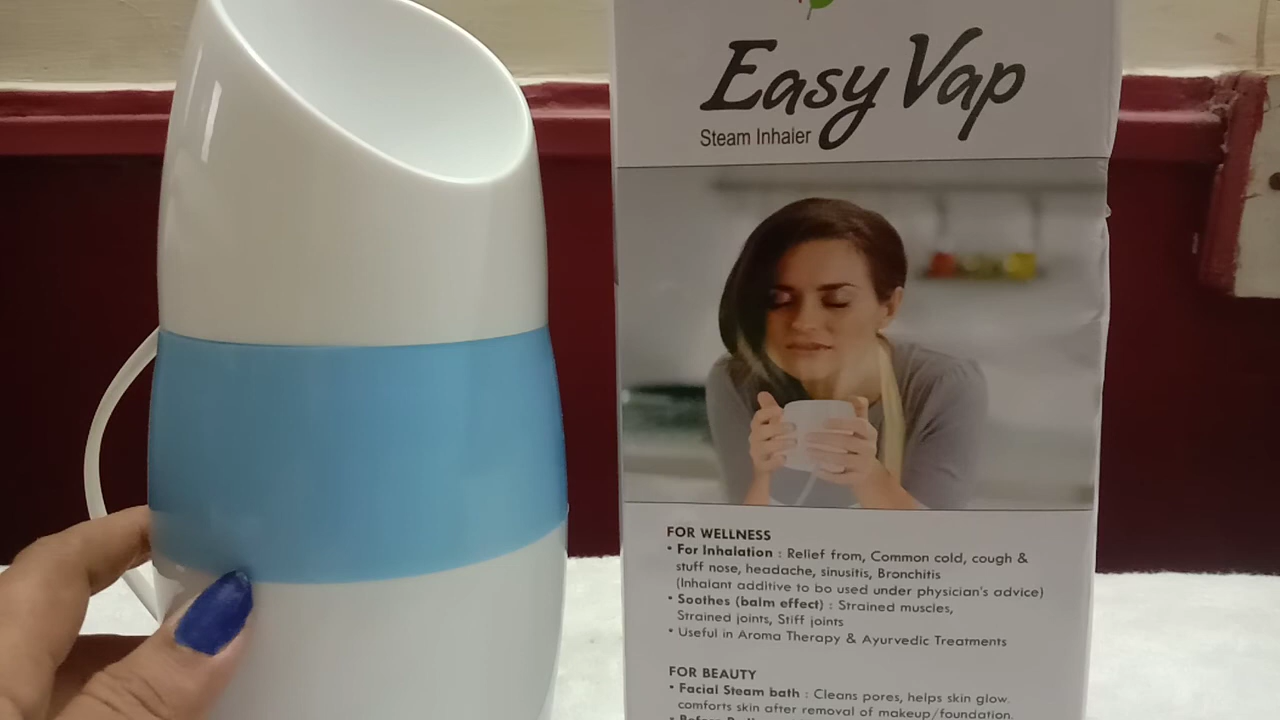 Easy Vap
Steam Inhaler
FOR WELLNESS
• For Inhalation : Relief from, Common cold, cough &
stuff nose, headache, sinusitis, Bronchitis
(Inhalant additive to bo used under physician's advice)
• Soothes (balm effect) : Strained muscles,
Strained joints, Stiff joints
• Useful in Aroma Therapy & Ayurvedic Treatments
FOR BEAUTY
• Facial Steam bath : Cleans pores, helps skin glow.
comforts skin after removal of makeup/foundation.